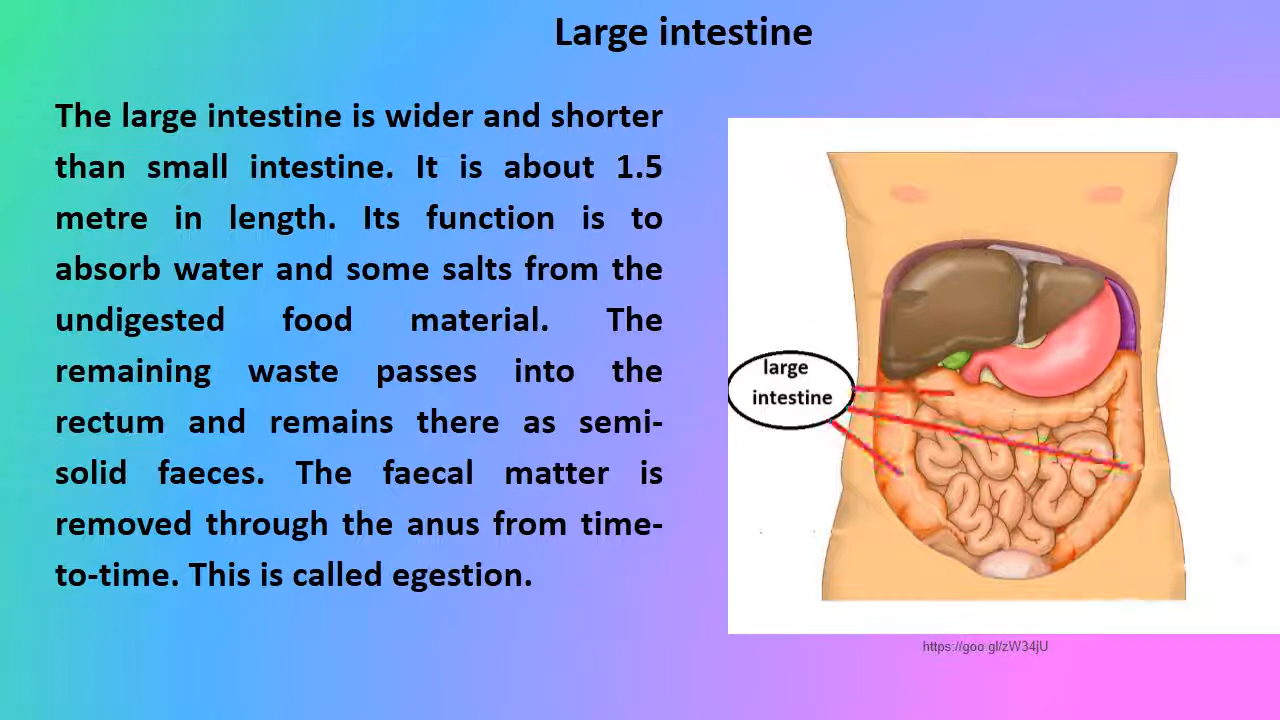 Large intestine
The large intestine is wider and shorter
than small intestine. It is about 1.5
metre in length. Its function is to
absorb water and some salts from the
undigested food material. The
remaining waste passes into the
rectum and remains there as semi-
solid faeces. The faecal matter is
removed through the anus from time-
to-time. This is called egestion.
large
intestine
https://goo.gl/zW34jU